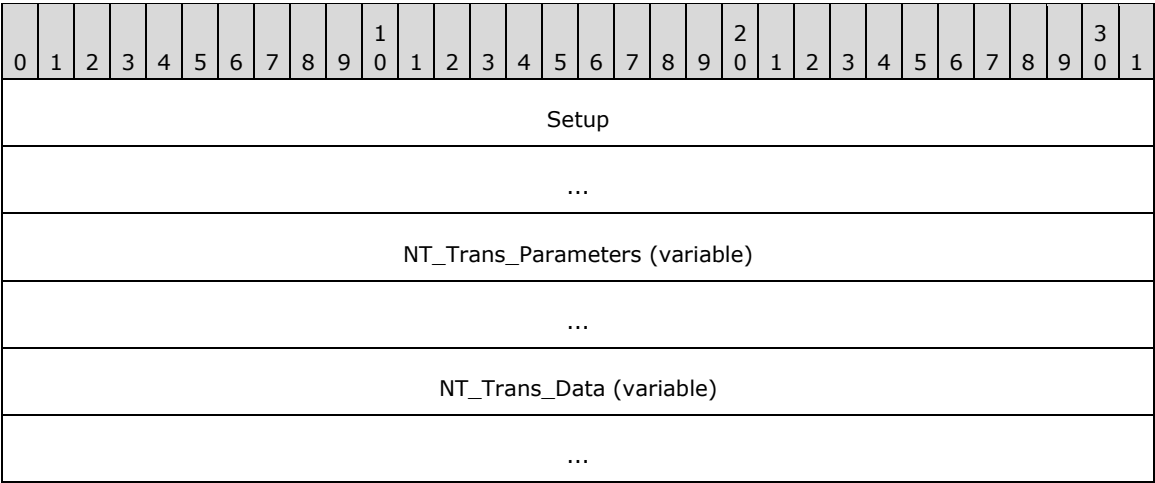 1 2 3
0 1 2 3 4 5 6 7 8 9 0 1 2 3 4 5 6 7 8 9 0 1 2 3 4 5 6 7 8 9 0 1
Setup
...
NT_Trans_Parameters (variable)
...
NT_Trans_Data (variable)
...